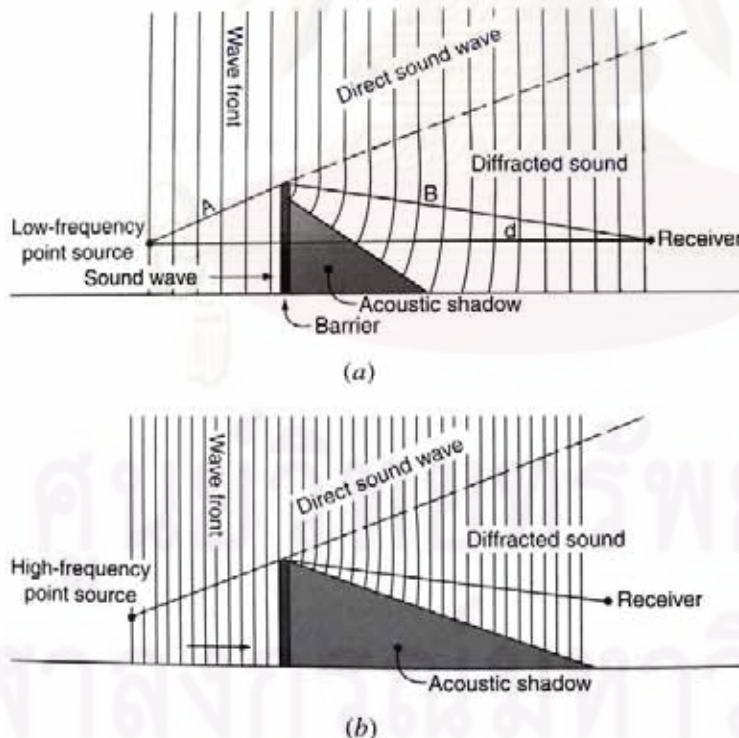 Wave front
Direct sound wave
Diffracted sound
A
B
Low-frequency
point source
d
Receiver
Sound wave
Acoustic shadow
Barrier
(a)
Wave front
Direct sound wave
Diffracted sound
High-frequency
point source
Receiver
Acoustic shadow
(b)